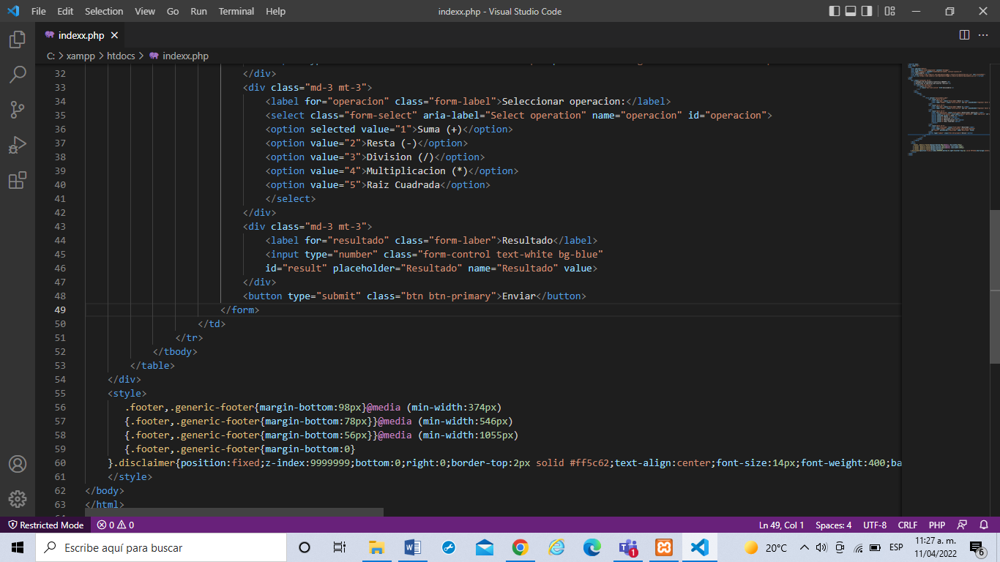 File Edit Selection View Go Run Terminal Help indexx.php - Visual Studio Code
indexx.php
C: > xampp > htdocs > indexx.php
32 </div>
33 <div class="md-3 mt-3">
34 <label for="operacion" class="form-label">Seleccionar operacion:</label>
35 <select class="form-select" aria-label="Select operation" name="operacion" id="operacion">
36 <option selected value="1">Suma (+)</option>
37 <option value="2">Resta (-)</option>
38 <option value="3">Division (/)</option>
39 <option value="4">Multiplicacion (*)</option>
40 <option value="5">Raiz Cuadrada</option>
41 </select>
42 </div>
43 <div class="md-3 mt-3">
44 <label for="resultado" class="form-laber">Resultado</label>
45 <input type="number" class="form-control text-white bg-blue"
46 id="result" placeholder="Resultado" name="Resultado" value>
47 </div>
48 <button type="submit" class="btn btn-primary">Enviar</button>
49 </form>
50 </td>
51 </tr>
52 </tbody>
53 </table>
54 </div>
55 <style>
56 .footer,.generic-footer{margin-bottom:98px}@media (min-width:374px)
57 {.footer,.generic-footer{margin-bottom:78px}}@media (min-width:546px)
58 {.footer,.generic-footer{margin-bottom:56px}}@media (min-width:1055px)
59 {.footer,.generic-footer{margin-bottom:0}
60 }.disclaimer{position:fixed;z-index:9999999;bottom:0;right:0;border-top:2px solid #ff5c62;text-align:center;font-size:14px;font-weight:400;ba
61 </style>
62 </body>
63 </html>
Restricted Mode 0 0 Ln 49, Col 1 Spaces: 4 UTF-8 CRLF PHP
Escribe aquí para buscar 1 20°C ESP 11:27 a. m.
11/04/2022 6